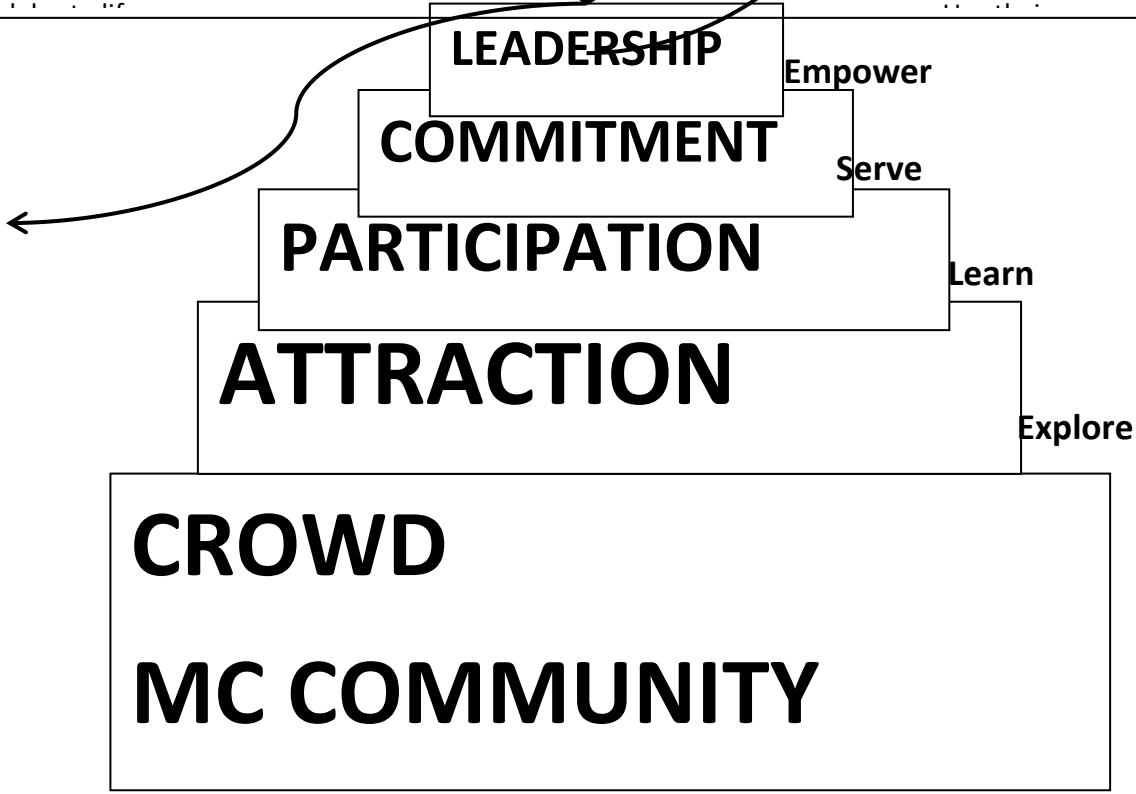 LEADERSHIP
Empower
COMMITMENT
Serve
PARTICIPATION
Learn
ATTRACTION
Explore
CROWD
MC COMMUNITY